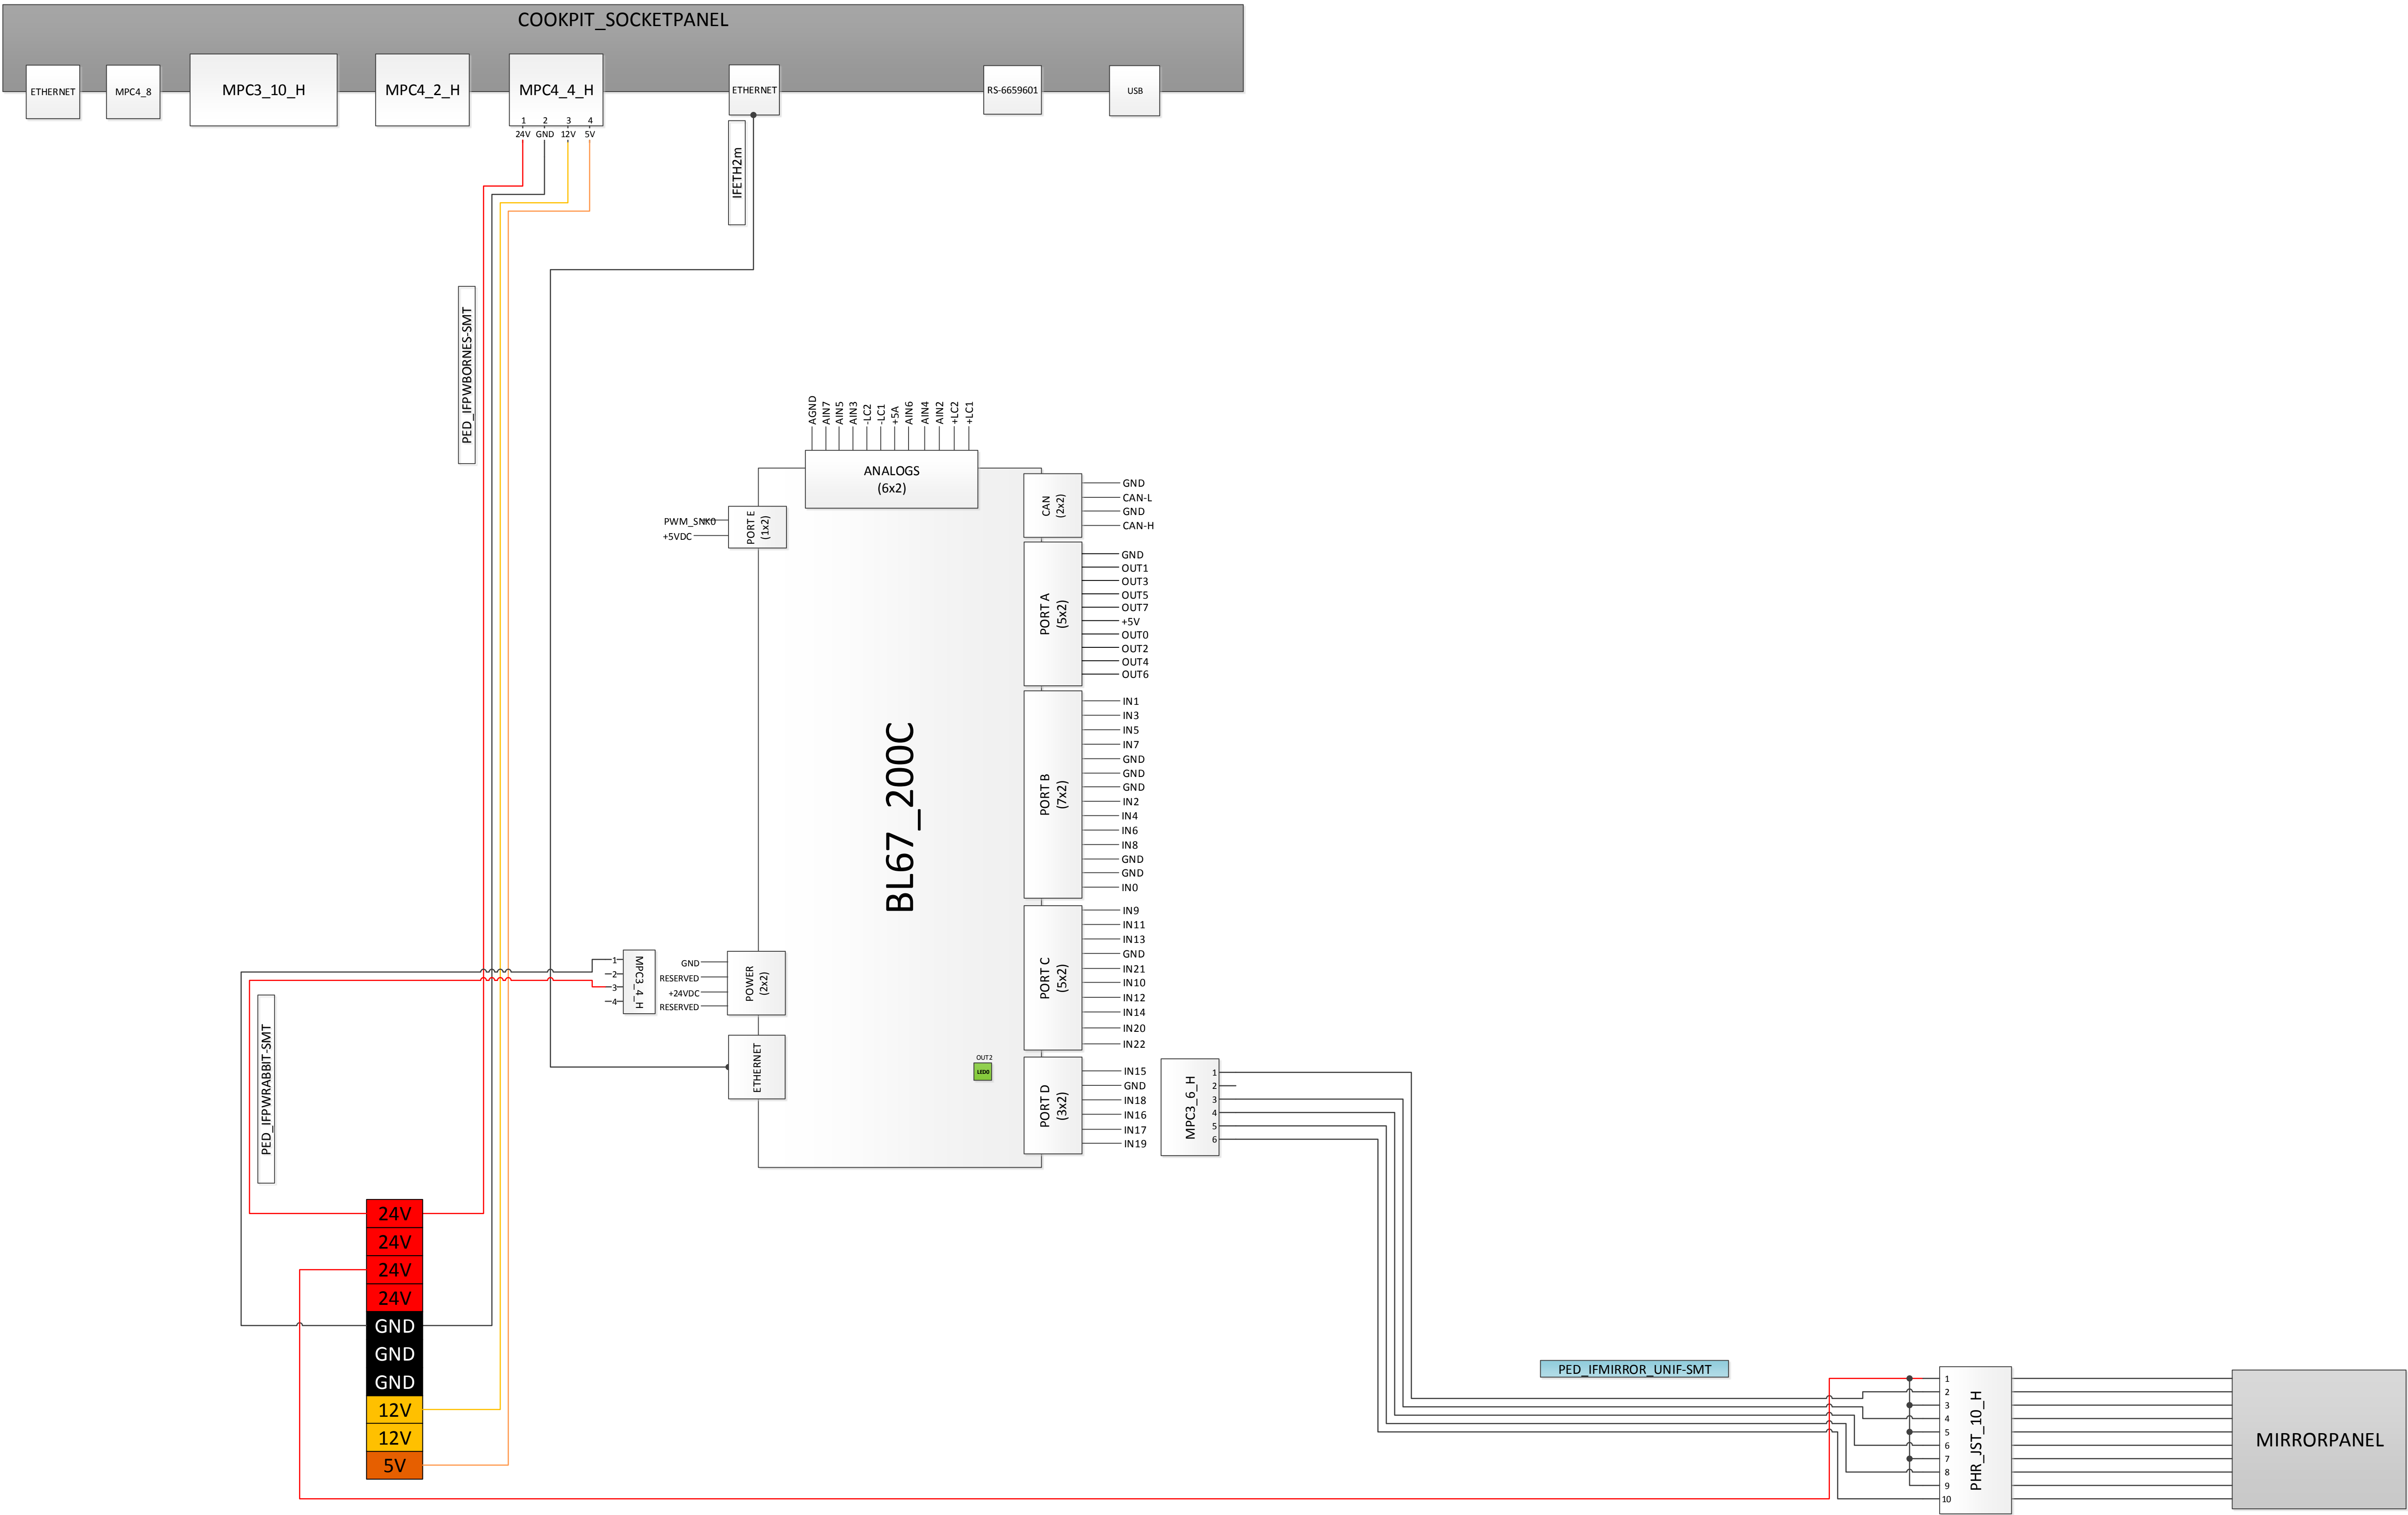 COOKPIT_SOCKETPANEL
ETHERNET
MPC4_8
MPC3_10_H
MPC4_2_H
MPC4_4_H
1 2 3 4
24V GND 12V 5V
ETHERNET
RS-6659601
USB
IFETH2m
PED_IFPWBORNES-SMT
AGND
AIN7
AIN5
AIN3
-LC2
-LC1
+5A
AIN6
AIN4
AIN2
+LC2
+LC1
ANALOGS
(6x2)
PWM_SNK0
+5VDC
PORT E
(1x2)
CAN
(2x2)
GND
CAN-L
GND
CAN-H
PORT A
(5x2)
GND
OUT1
OUT3
OUT5
OUT7
+5V
OUT0
OUT2
OUT4
OUT6
BL67_200C
PORT B
(7x2)
IN1
IN3
IN5
IN7
GND
GND
GND
IN2
IN4
IN6
IN8
GND
GND
IN0
PORT C
(5x2)
IN9
IN11
IN13
GND
IN21
IN10
IN12
IN14
IN20
IN22
1
2
3
4
MPC3_4_H
GND
RESERVED
+24VDC
RESERVED
POWER
(2x2)
ETHERNET
OUT2
LED0
PORT D
(3x2)
IN15
GND
IN18
IN16
IN17
IN19
MPC3_6_H
1
2
3
4
5
6
PED_IFPWRABBIT-SMT
24V
24V
24V
24V
GND
GND
GND
12V
12V
5V
PED_IFMIRROR_UNIF-SMT
1
2
3
4
5
6
7
8
9
10
PHR_JST_10_H
MIRRORPANEL